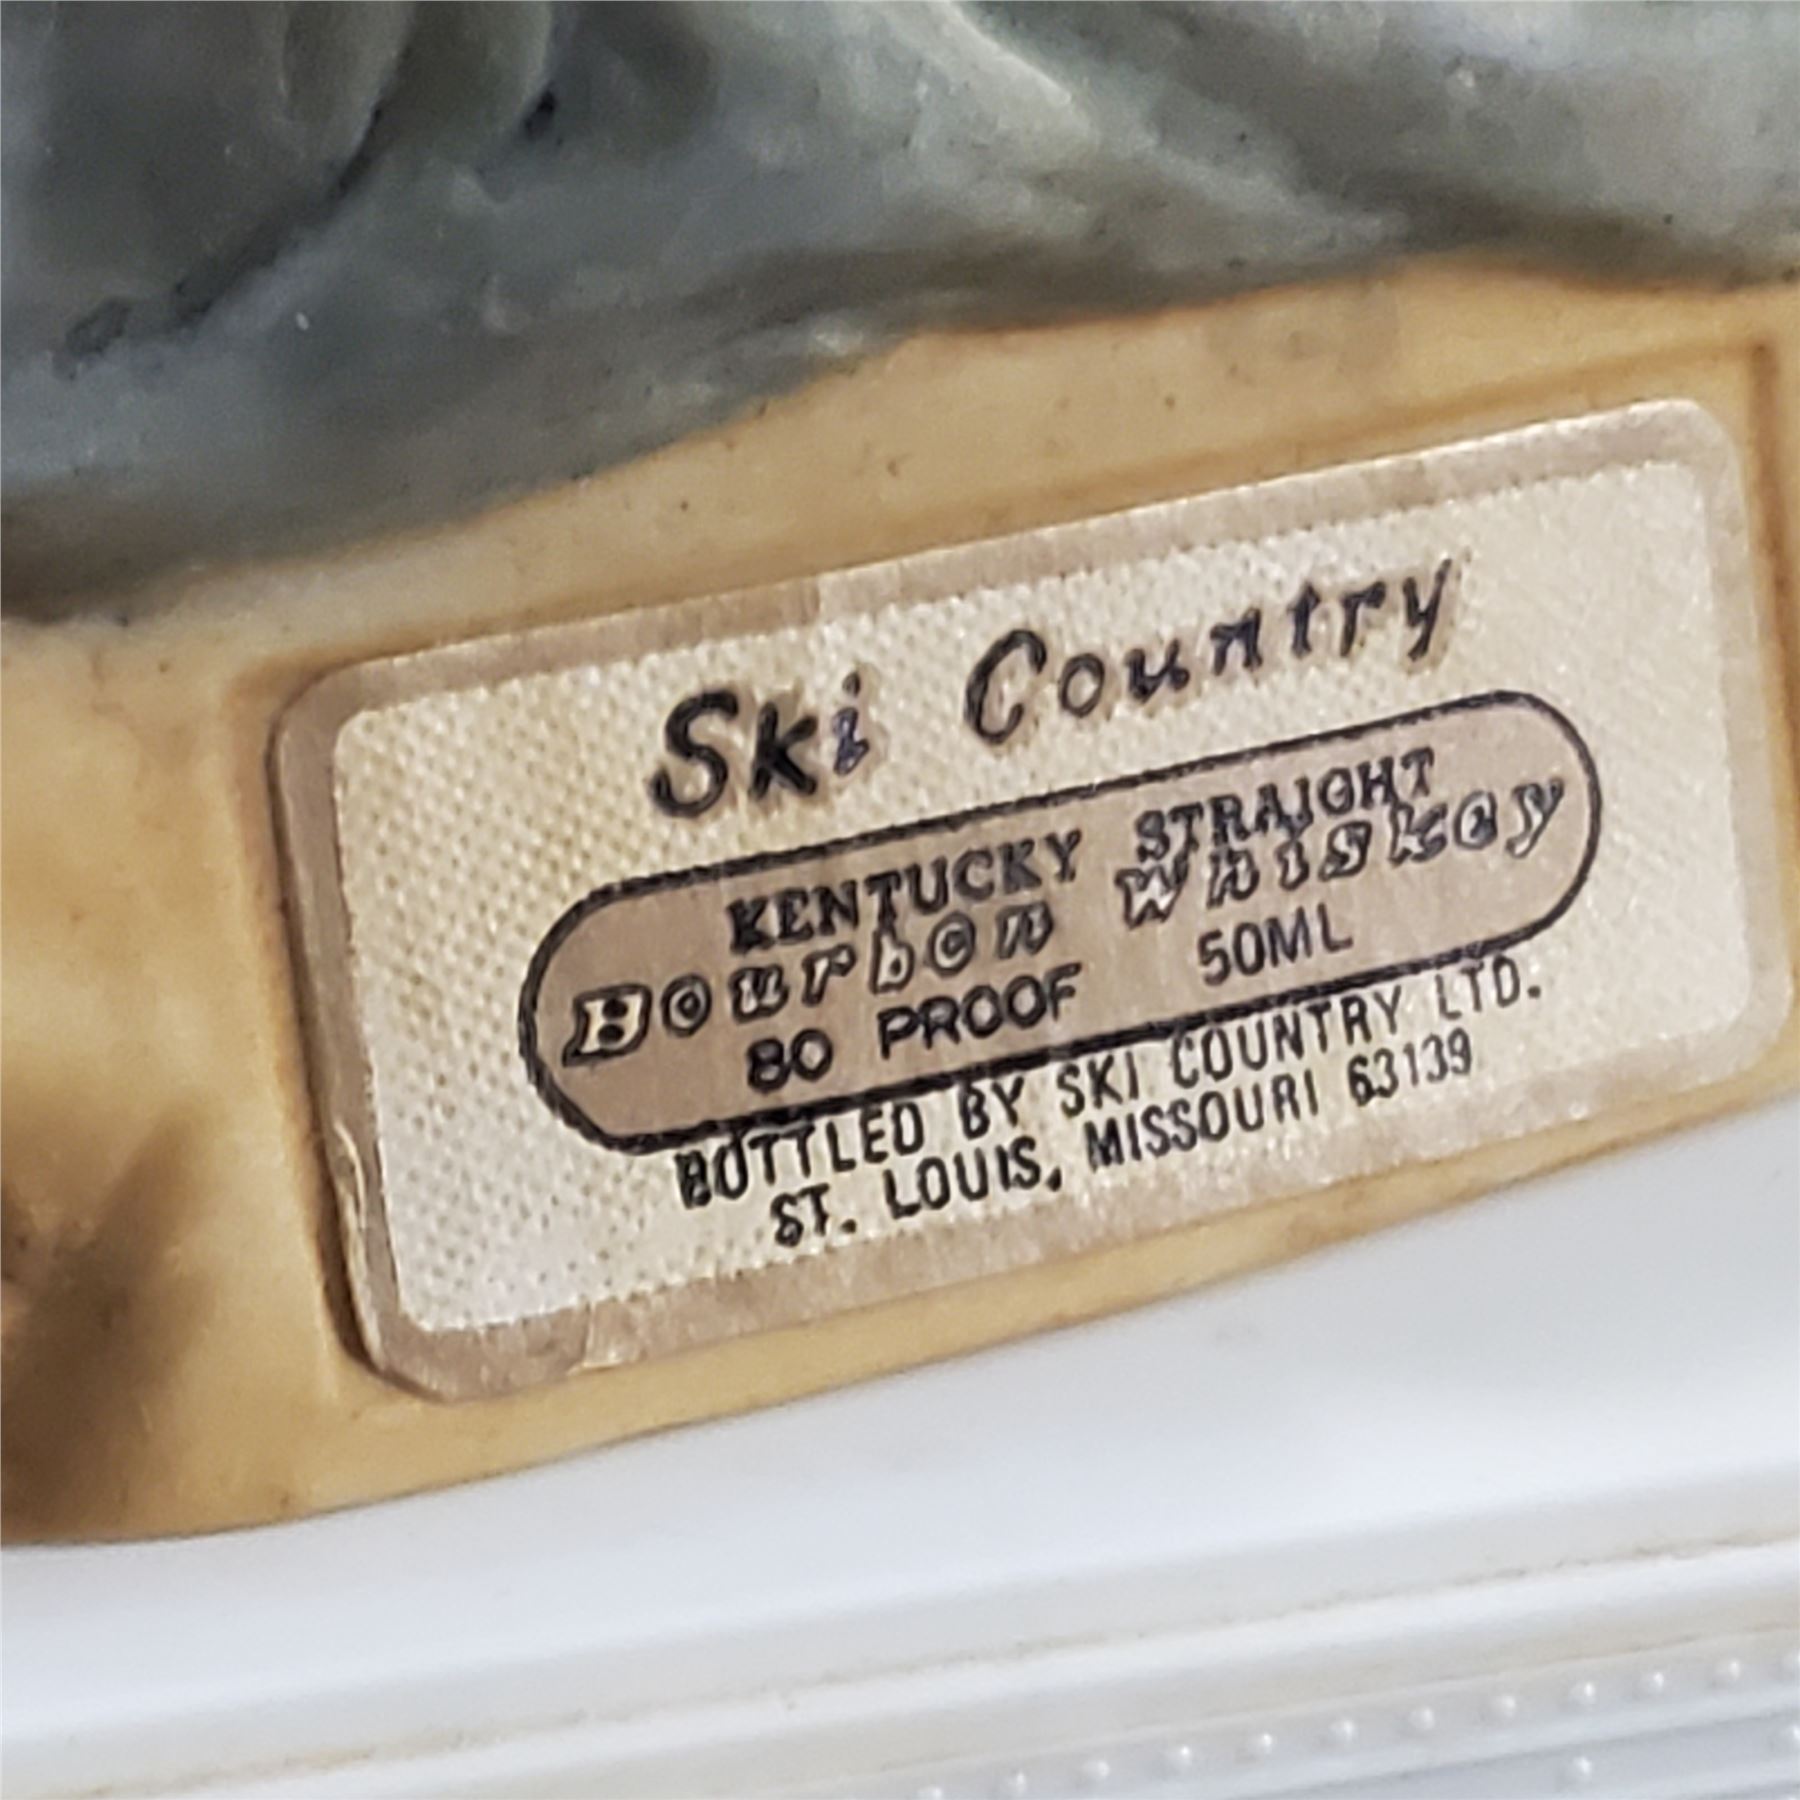 Ski Country
KENTUCKY STRAIGHT
Bourbon Whiskey
80 PROOF 50ML
BOTTLED BY SKI COUNTRY LTD.
ST. LOUIS, MISSOURI 63139